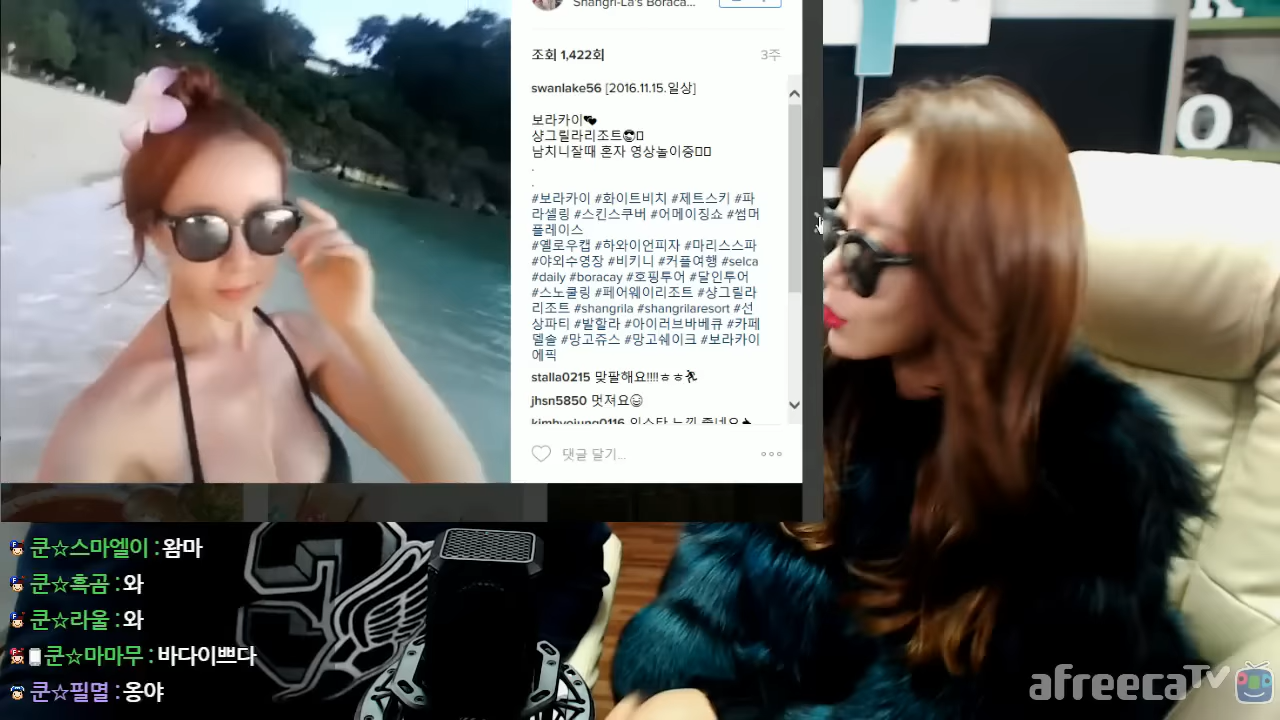 Shangri-La's Boraca...
조회 1,422회
3주
swanlake56 [2016.11.15.일상]
보라카이
샹그릴라리조트
남치니잘때 혼자 영상놀이중
.
.
#보라카이 #화이트비치 #제트스키 #파
라셀링 #스킨스쿠버 #어메이징쇼 #썸머
플레이스
#옐로우캡 #하와이언피자 #마리스스파
#야외수영장 #비키니 #커플여행 #selca
#daily #boracay #호핑투어 #달인투어
#스노쿨링 #페어웨이리조트 #샹그릴라
리조트 #shangrila #shangrilaresort #선
상파티 #발할라 #아이러브바베큐 #카페
델솔 #망고쥬스 #망고쉐이크 #보라카이
에픽
stalla0215 맞팔해요!!!!ㅎㅎ
jhsn5850 멋져요
댓글 달기...
쿤☆스마엘이 : 왐마
쿤☆흑곰 : 와
쿤☆라울 : 와
쿤☆마마무 : 바다이쁘다
쿤☆필멸 : 옹야
O
afreecaTV